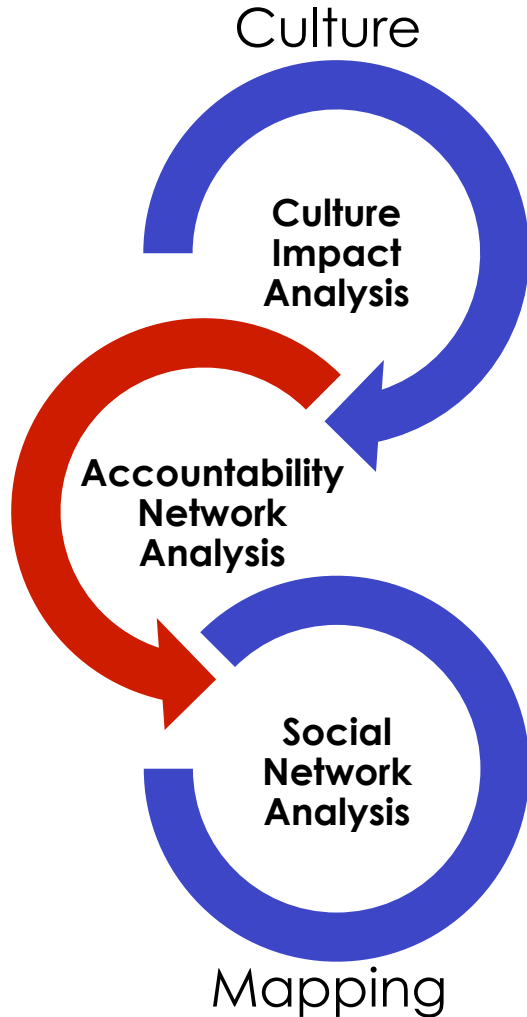 Culture
Culture
Impact
Analysis
Accountability
Network
Analysis
Social
Network
Analysis
Mapping